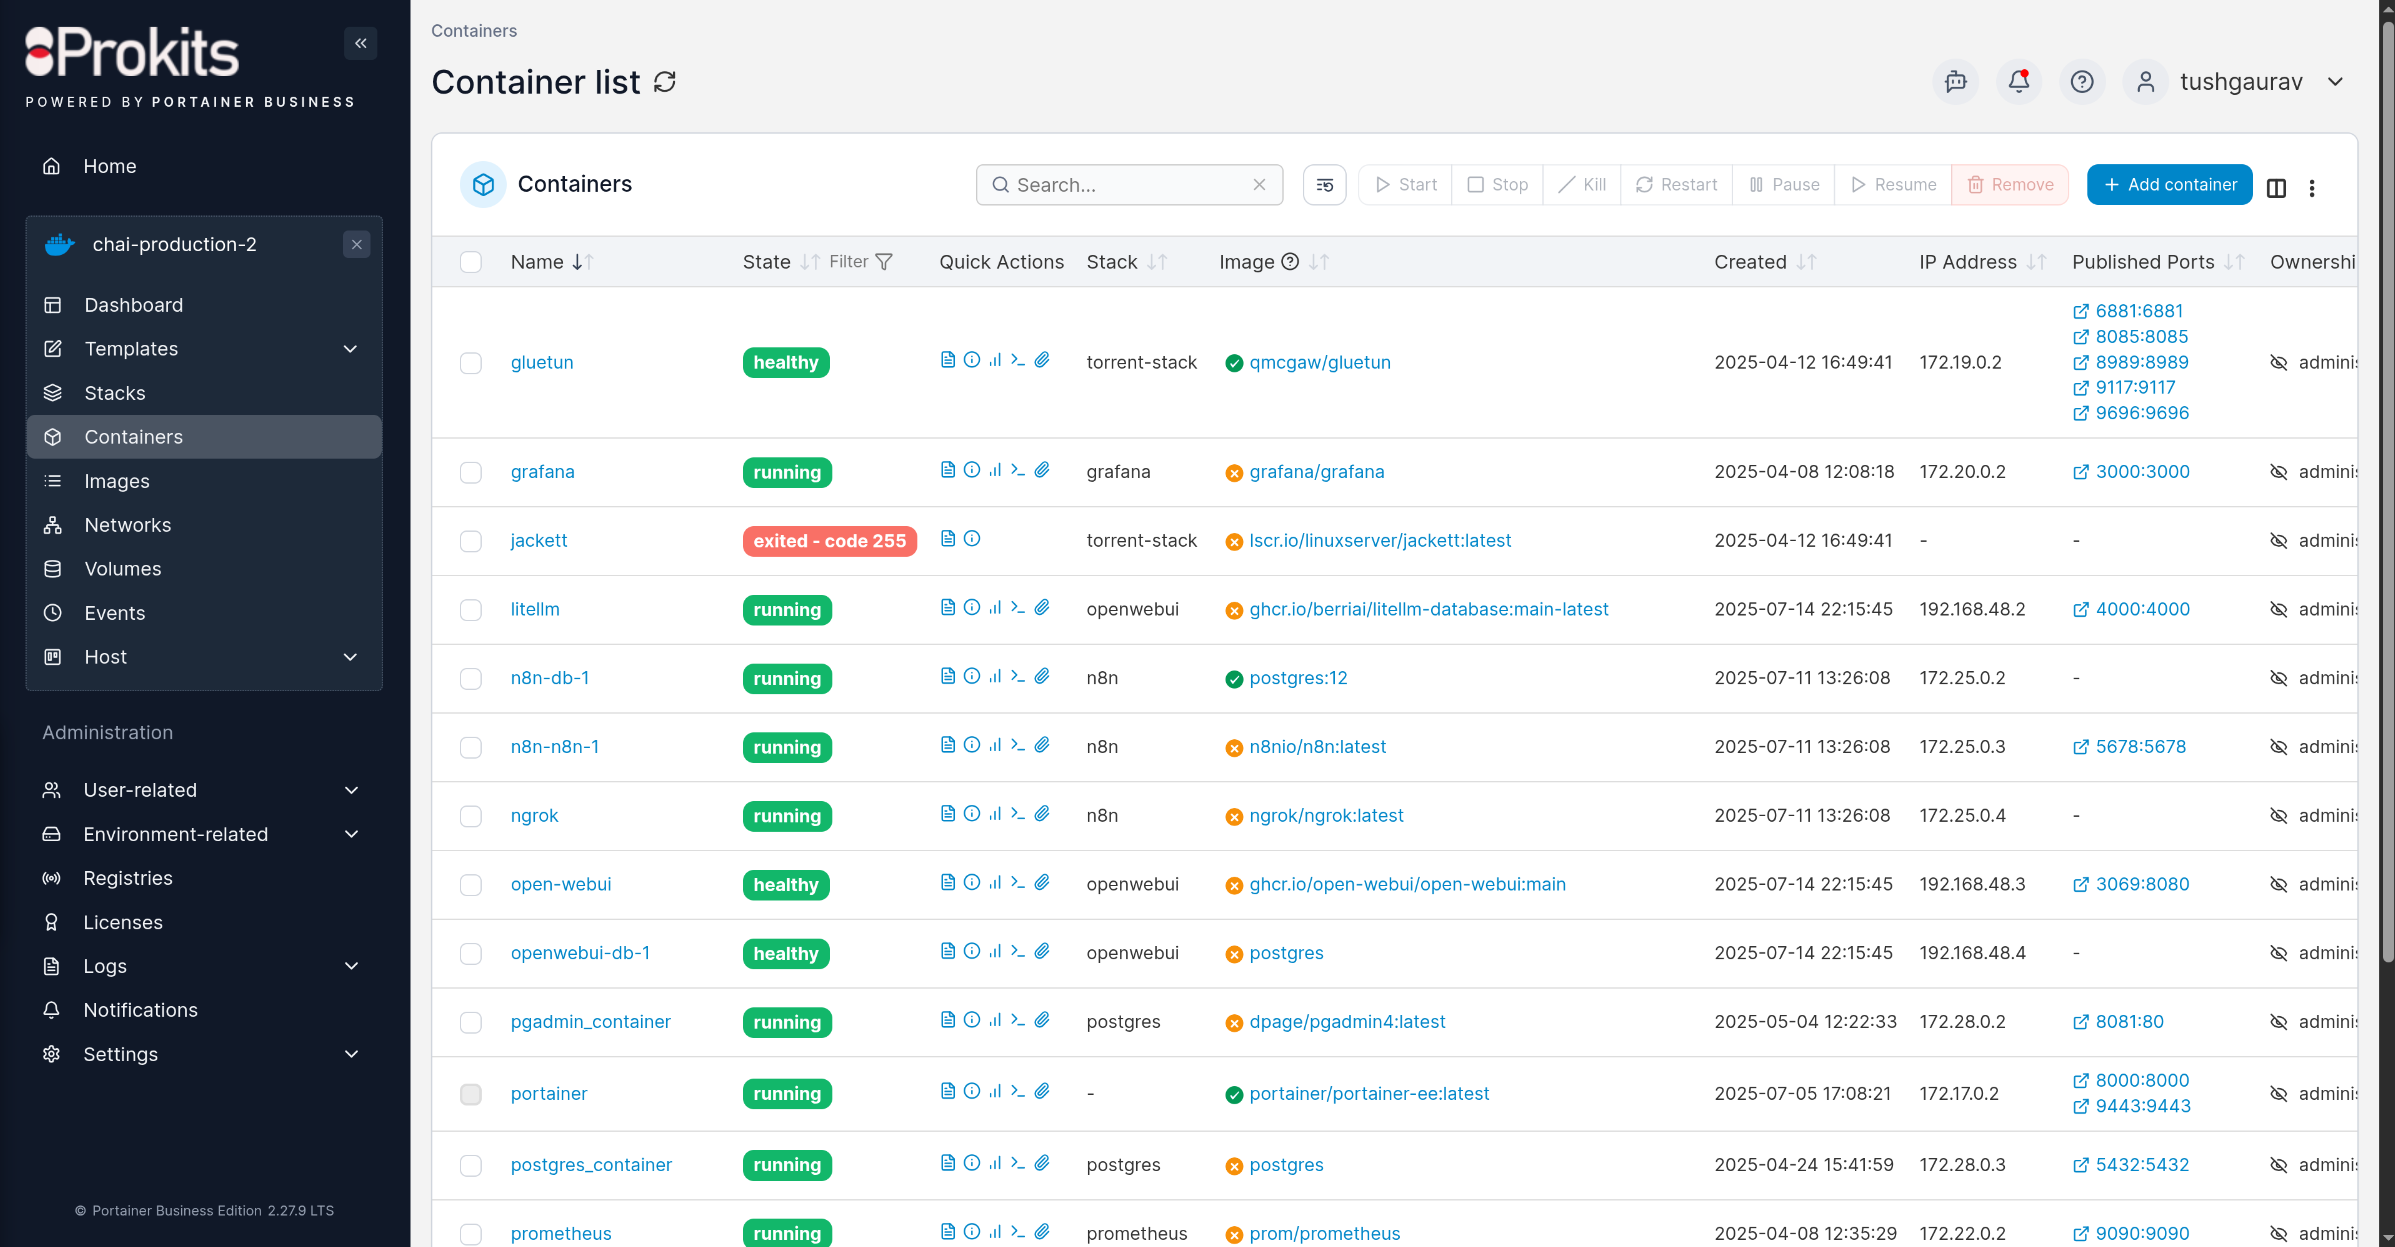 Prokits
POWERED BY PORTAINER BUSINESS
Home
chai-production-2
Dashboard
Templates
Stacks
Containers
Images
Networks
Volumes
Events
Host
Administration
User-related
Environment-related
Registries
Licenses
Logs
Notifications
Settings
© Portainer Business Edition 2.27.9 LTS
Containers
Container list
tushgaurav
Containers
Search...
Start Stop Kill Restart Pause Resume Remove
Add container
Name State Filter Quick Actions Stack Image Created IP Address Published Ports Ownershi
gluetun healthy torrent-stack qmcgaw/gluetun 2025-04-12 16:49:41 172.19.0.2 6881:6881 8085:8085 8989:8989 9117:9117 9696:9696 adminis
grafana running grafana grafana/grafana 2025-04-08 12:08:18 172.20.0.2 3000:3000 adminis
jackett exited - code 255 torrent-stack lscr.io/linuxserver/jackett:latest 2025-04-12 16:49:41 - - adminis
litellm running openwebui ghcr.io/berriai/litellm-database:main-latest 2025-07-14 22:15:45 192.168.48.2 4000:4000 adminis
n8n-db-1 running n8n postgres:12 2025-07-11 13:26:08 172.25.0.2 - adminis
n8n-n8n-1 running n8n n8nio/n8n:latest 2025-07-11 13:26:08 172.25.0.3 5678:5678 adminis
ngrok running n8n ngrok/ngrok:latest 2025-07-11 13:26:08 172.25.0.4 - adminis
open-webui healthy openwebui ghcr.io/open-webui/open-webui:main 2025-07-14 22:15:45 192.168.48.3 3069:8080 adminis
openwebui-db-1 healthy openwebui postgres 2025-07-14 22:15:45 192.168.48.4 - adminis
pgadmin_container running postgres dpage/pgadmin4:latest 2025-05-04 12:22:33 172.28.0.2 8081:80 adminis
portainer running - portainer/portainer-ee:latest 2025-07-05 17:08:21 172.17.0.2 8000:8000 9443:9443 adminis
postgres_container running postgres postgres 2025-04-24 15:41:59 172.28.0.3 5432:5432 adminis
prometheus running prometheus prom/prometheus 2025-04-08 12:35:29 172.22.0.2 9090:9090 adminis